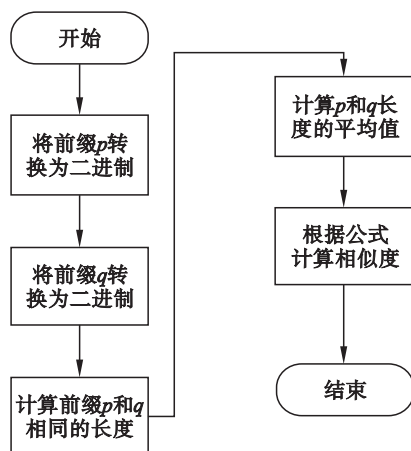 开始
将前缀p转
换为二进制
将前缀q转
换为二进制
计算前缀p和q
相同的长度
计算p和q长
度的平均值
根据公式
计算相似度
结束